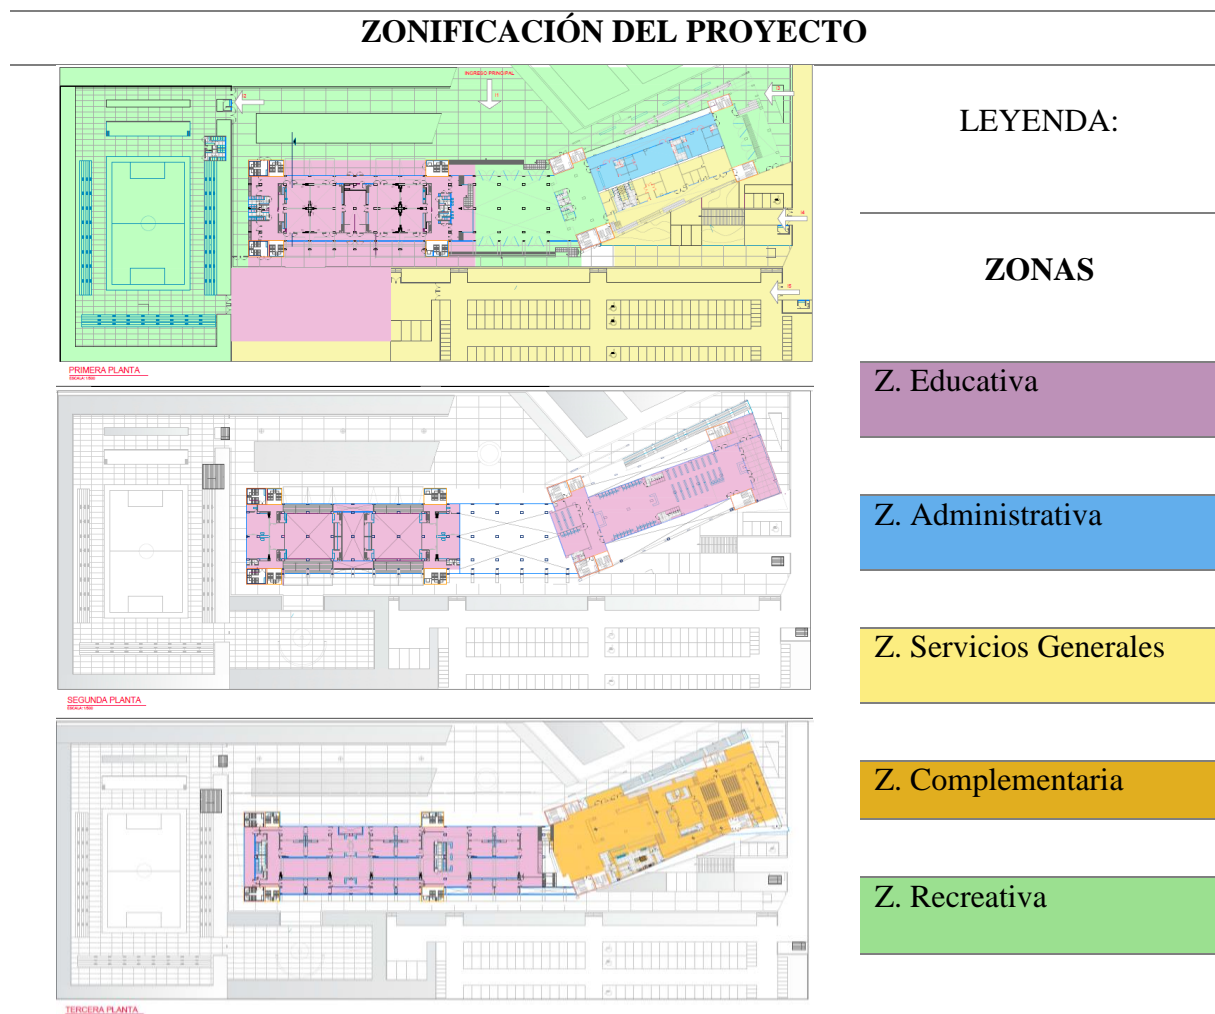 ZONIFICACIÓN DEL PROYECTO
INGRESO PRINCIPAL
PRIMERA PLANTA
SEGUNDA PLANTA
TERCERA PLANTA
LEYENDA:
ZONAS
Z. Educativa
Z. Administrativa
Z. Servicios Generales
Z. Complementaria
Z. Recreativa